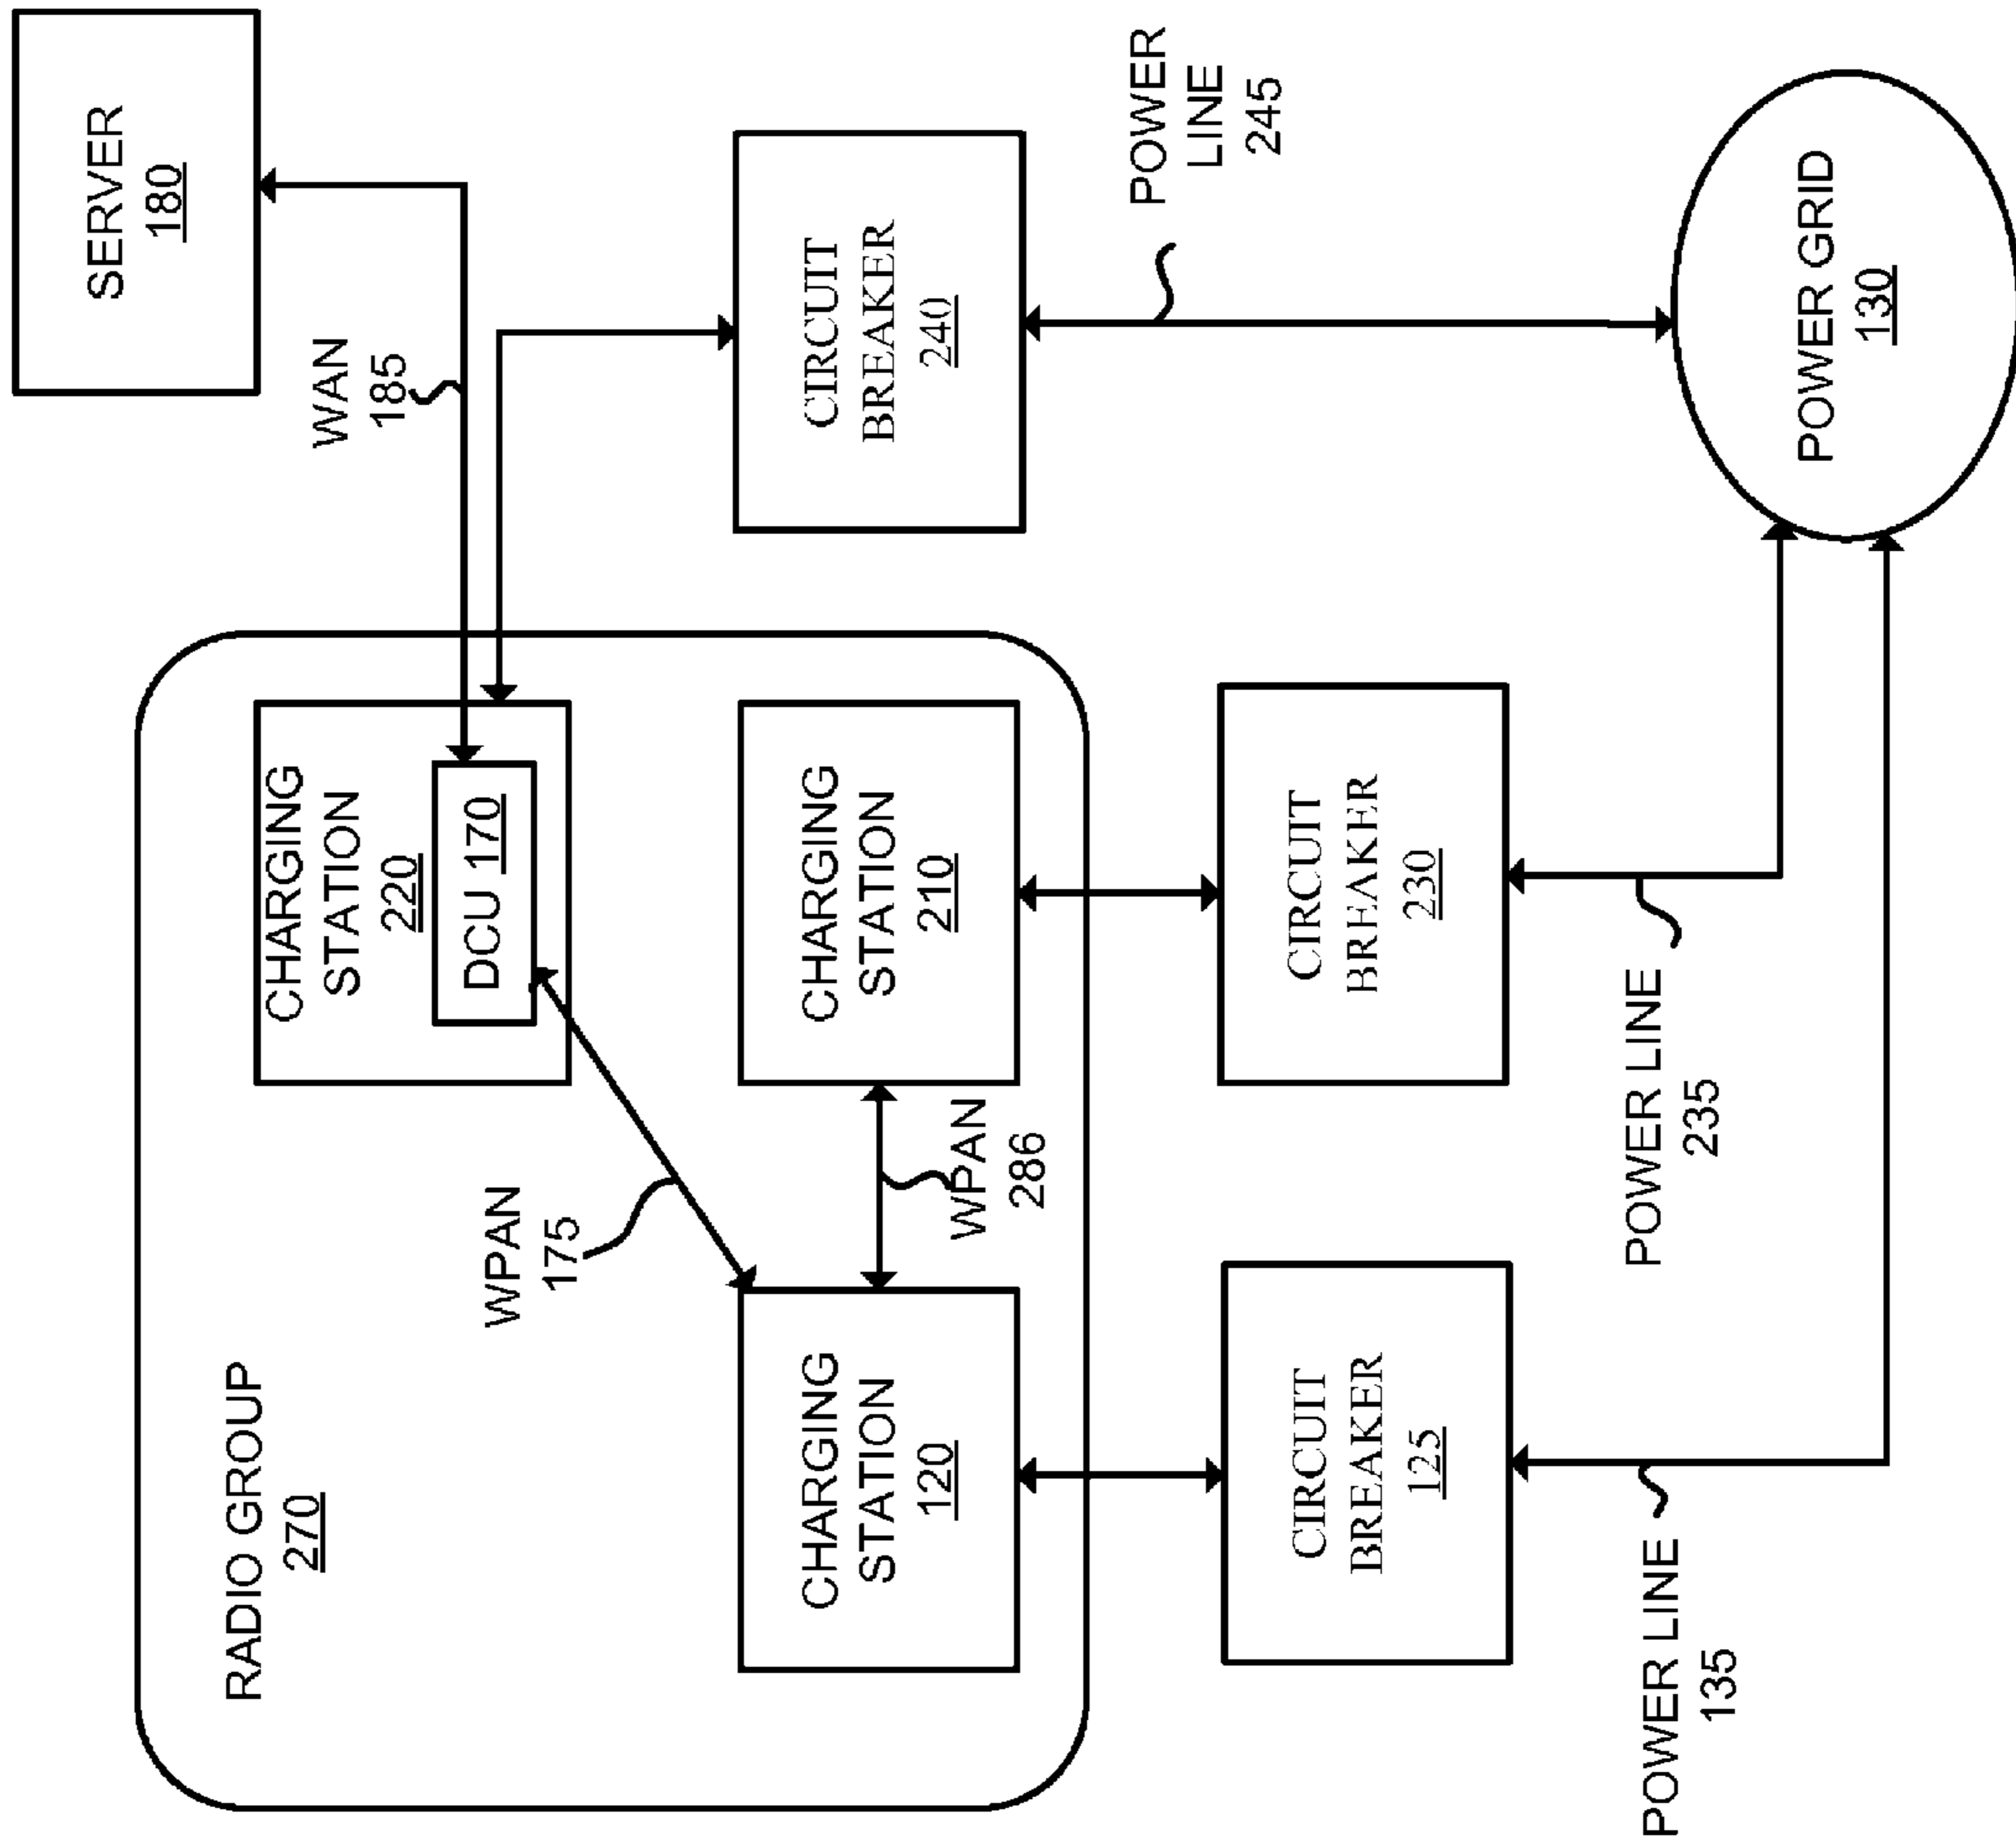 RADIO GROUP
270
CHARGING
STATION
220
DCU 170
SERVER
180
WAN
185
WPAN
175
CHARGING
STATION
120
WPAN
286
CHARGING
STATION
210
CIRCUIT
BREAKER
240
CIRCUIT
BREAKER
125
CIRCUIT
BREAKER
230
POWER
LINE
245
POWER LINE
135
POWER LINE
235
POWER GRID
130